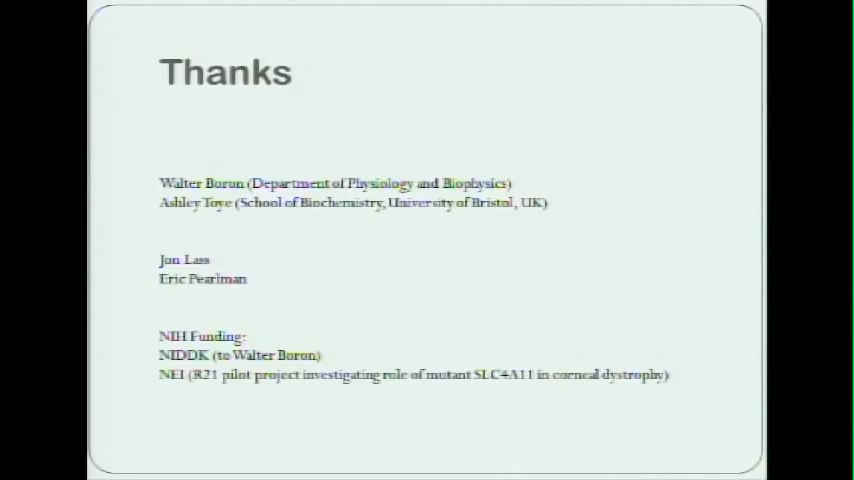 Thanks
Walter Boron (Department of Physiology and Biophysics)
Ashley Toye (School of Biochemistry, University of Bristol, UK)
Jon Lass
Eric Pearlman
NIH Funding:
NIDDK (to Walter Boron)
NEI (R21 pilot project investigating role of mutant SLC4A11 in corneal dystrophy)